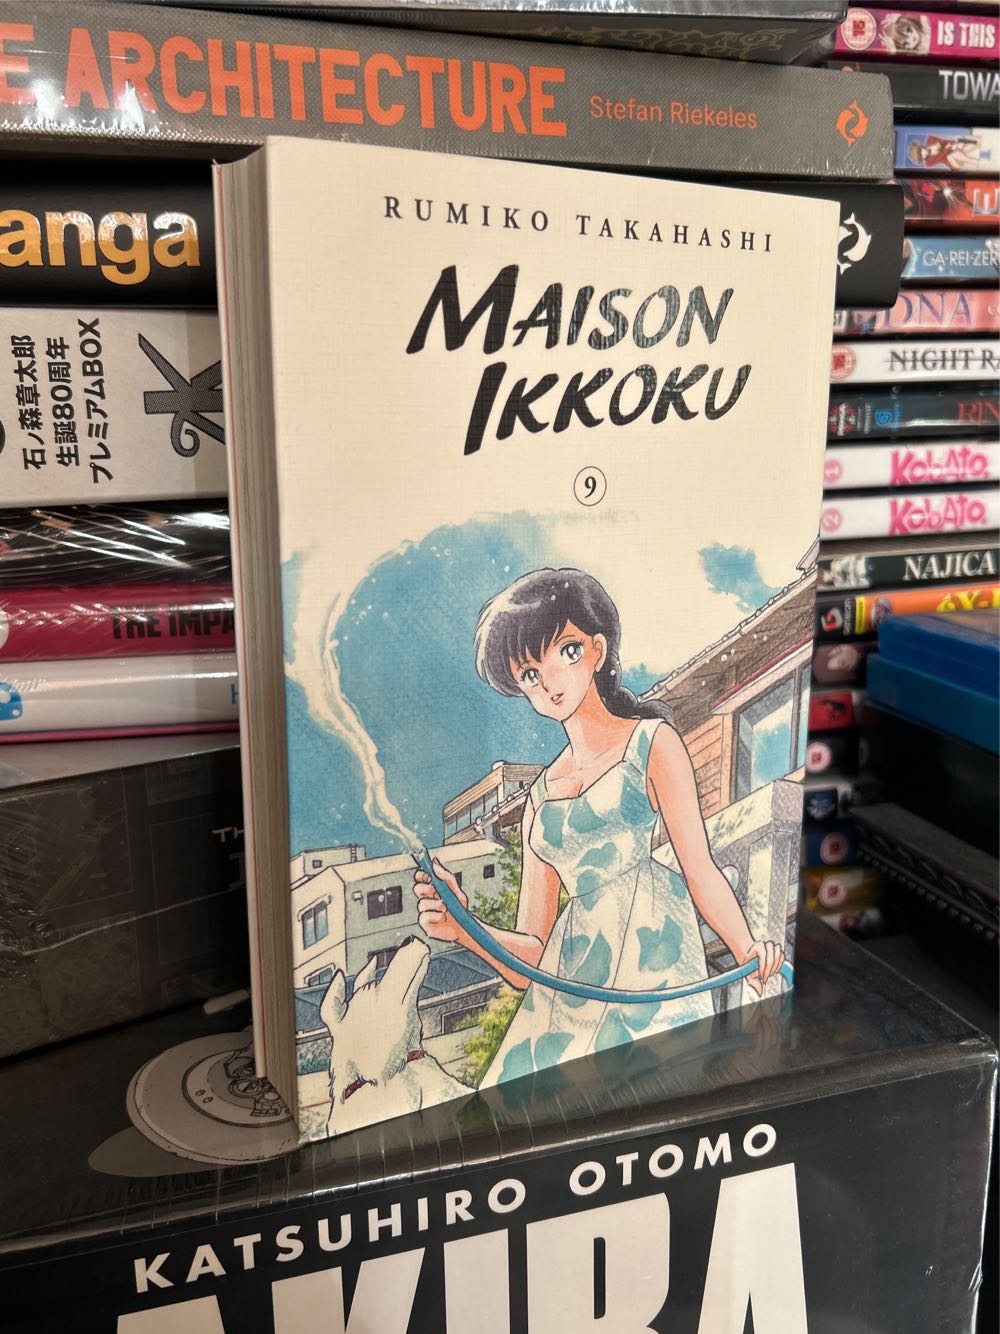 ARCHITECTURE
Stefan Riekeles
anga
石ノ森章太郎
生誕80周年
プレミアムBOX
THE IMPA
RUMIKO TAKAHASHI
MAISON
IKKOKU
9
KATSUHIRO OTOMO
AKIRA
IS THIS
TOWA
GA-REI-ZER
DNA
NIGHT RA
KobAto.
KobAto.
NAJICA